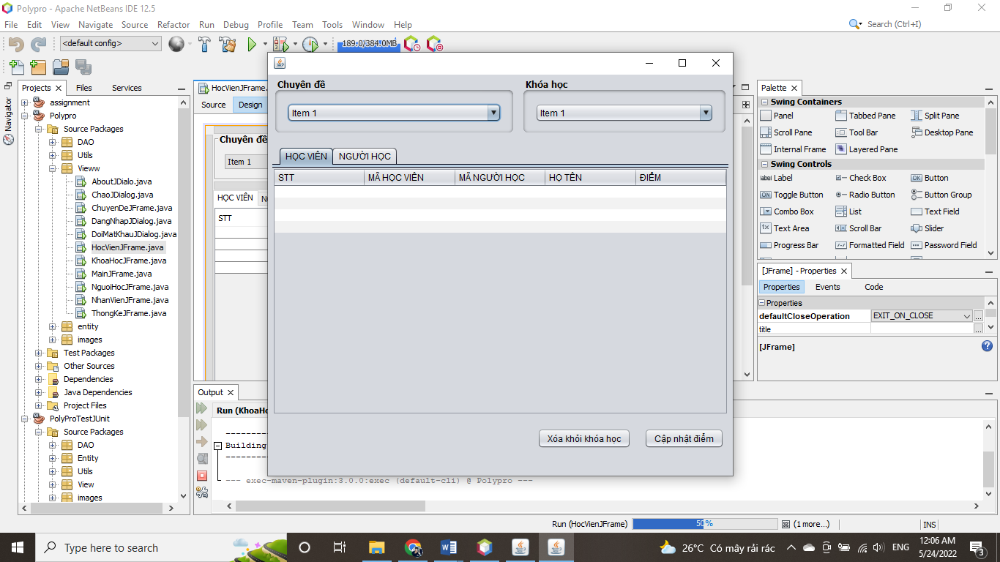 Polypro - Apache NetBeans IDE 12.5
File Edit View Navigate Source Refactor Run Debug Profile Team Tools Window Help
Search (Ctrl+I)
<default config>
189.0/384.0MB
Projects Files Services
Navigator
assignment
Polypro
Source Packages
DAO
Utils
Vieww
AboutJDialo.java
ChaoJDialog.java
ChuyenDeJFrame.java
DangNhapJDialog.java
DoiMatKhauJDialog.java
HocVienJFrame.java
KhoaHocJFrame.java
MainJFrame.java
NguoiHocJFrame.java
NhanVienJFrame.java
ThongKeJFrame.java
entity
images
Test Packages
Other Sources
Dependencies
Java Dependencies
Project Files
PolyProTestJUnit
Source Packages
DAO
Entity
Utils
View
images
HocVienJFrame.
Source Design
Chuyên đề
Item 1
HỌC VIÊN
STT
Chuyên đề Khóa học
Item 1 Item 1
HỌC VIÊN NGƯỜI HỌC
STT MÃ HỌC VIÊN MÃ NGƯỜI HỌC HỌ TÊN ĐIỂM
Xóa khỏi khóa học Cập nhật điểm
Output
Run (KhoaHo
------------
Building
------------
--- exec-maven-plugin:3.0.0:exec (default-cli) @ Polypro ---
Palette
Swing Containers
Panel Tabbed Pane Split Pane
Scroll Pane Tool Bar Desktop Pane
Internal Frame Layered Pane
Swing Controls
label Label Check Box OK Button
ON Toggle Button Radio Button Button Group
Combo Box List Text Field
Text Area Scroll Bar Slider
Progress Bar Formatted Field Password Field
[JFrame] - Properties
Properties Events Code
Properties
defaultCloseOperation EXIT_ON_CLOSE ...
title ...
[JFrame]
Run (HocVienJFrame) 50% (1 more...) INS
Type here to search
26°C Có mây rải rác
ENG
12:06 AM
5/24/2022
3